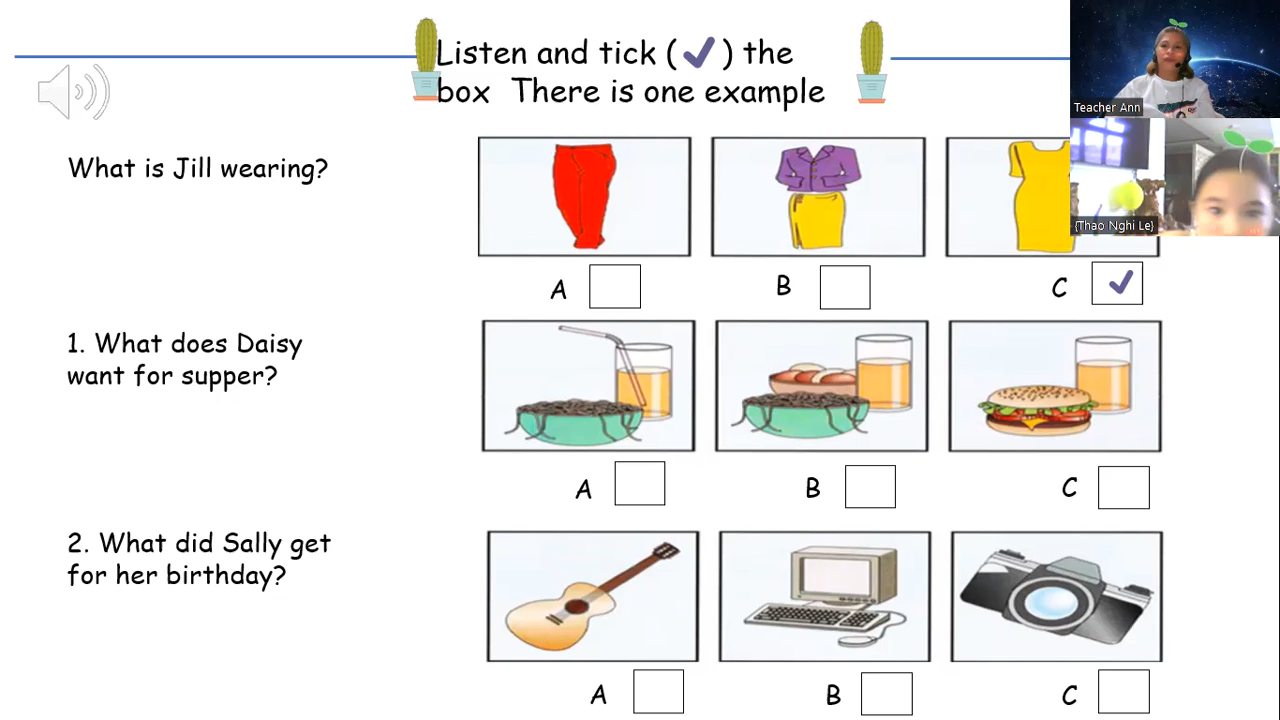 Listen and tick (✓) the
box There is one example
Teacher Ann
{Thao Nghi Le}
What is Jill wearing?
A
B
C ✓
1. What does Daisy
want for supper?
A
B
C
2. What did Sally get
for her birthday?
A
B
C